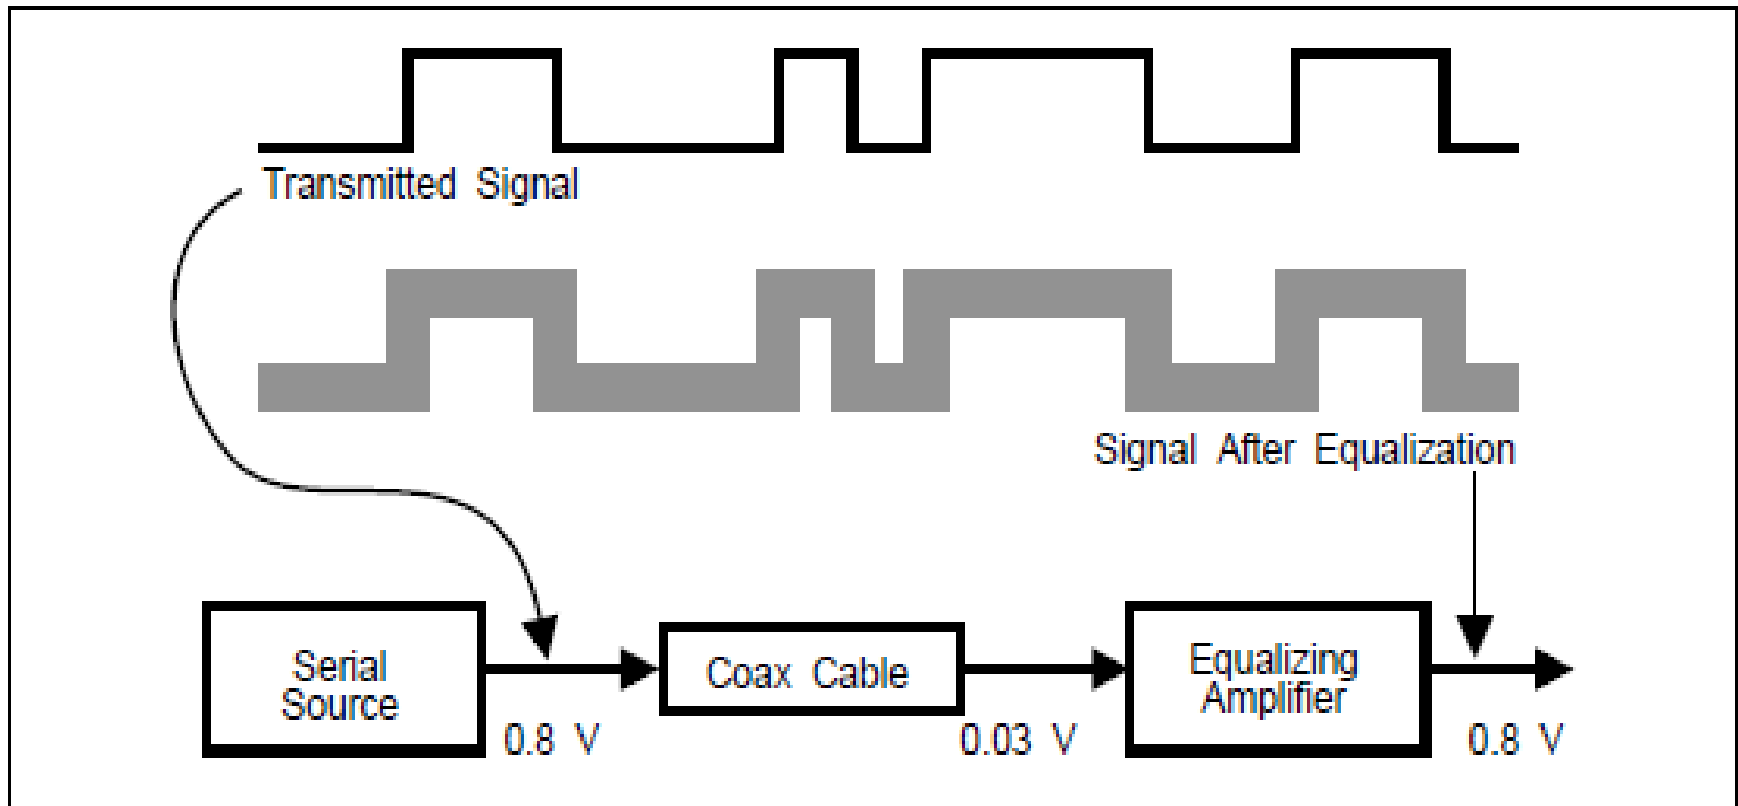 Transmitted Signal
Signal After Equalization
Serial
Source
0.8 V
Coax Cable
0.03 V
Equalizing
Amplifier
0.8 V